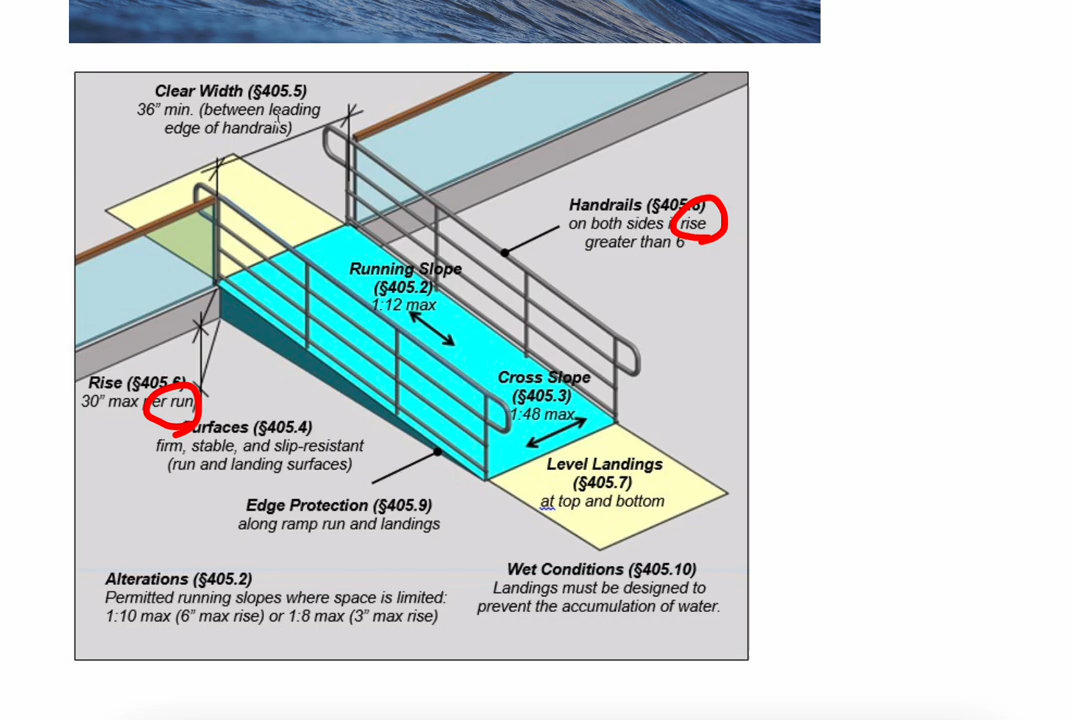 Clear Width (§405.5)
36” min. (between leading
edge of handrails)
Handrails (§405.8)
on both sides if rise
greater than 6”
Running Slope
(§405.2)
1:12 max
Cross Slope
(§405.3)
1:48 max
Rise (§405.6)
30” max per run
Surfaces (§405.4)
firm, stable, and slip-resistant
(run and landing surfaces)
Level Landings
(§405.7)
at top and bottom
Edge Protection (§405.9)
along ramp run and landings
Alterations (§405.2)
Permitted running slopes where space is limited:
1:10 max (6” max rise) or 1:8 max (3” max rise)
Wet Conditions (§405.10)
Landings must be designed to
prevent the accumulation of water.